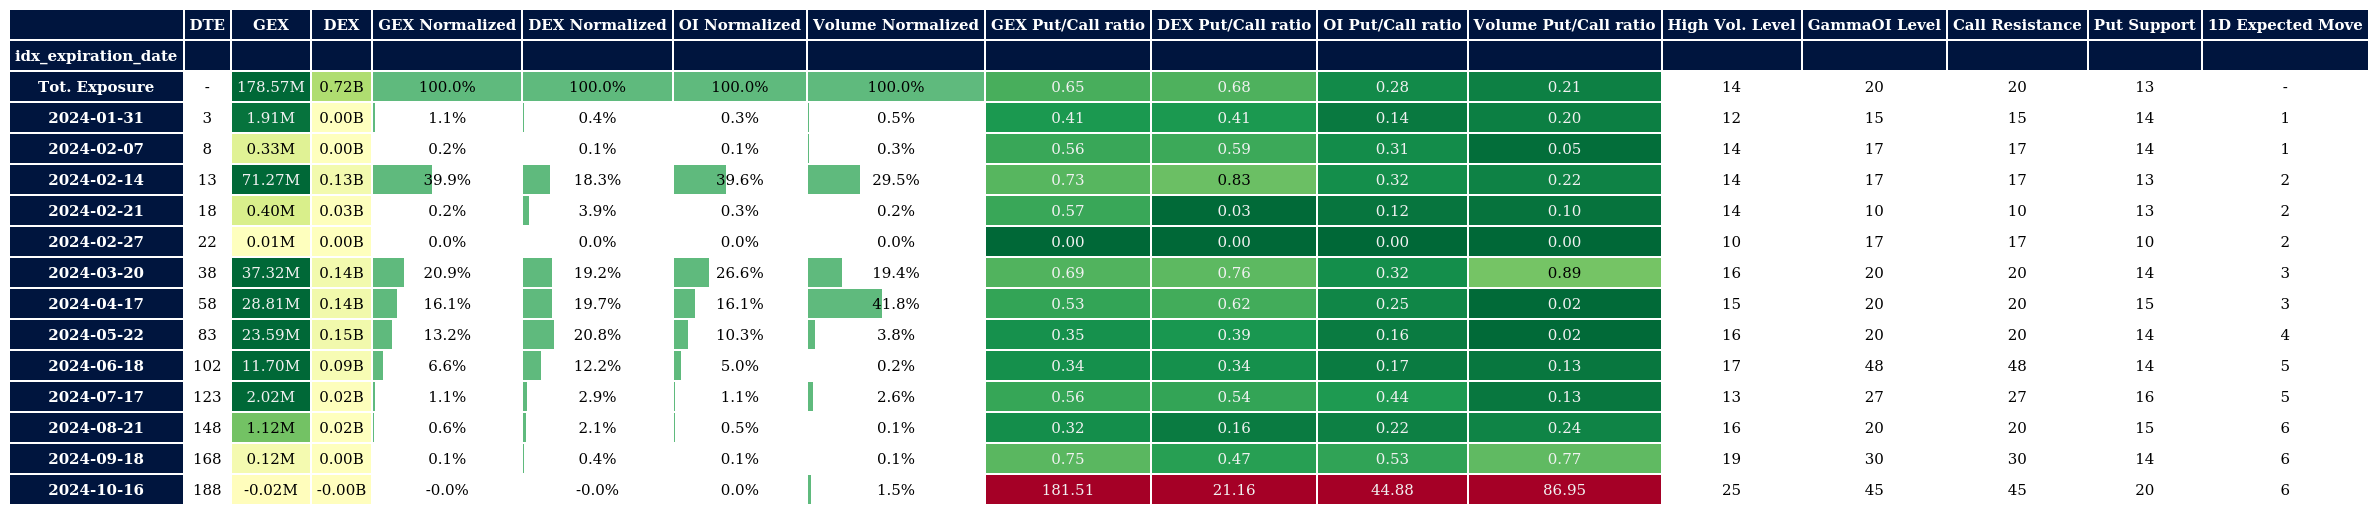 DTE GEX DEX GEX Normalized DEX Normalized OI Normalized Volume Normalized GEX Put/Call ratio DEX Put/Call ratio OI Put/Call ratio Volume Put/Call ratio High Vol. Level GammaOI Level Call Resistance Put Support 1D Expected Move
idx_expiration_date
Tot. Exposure - 178.57M 0.72B 100.0% 100.0% 100.0% 100.0% 0.65 0.68 0.28 0.21 14 20 20 13 -
2024-01-31 3 1.91M 0.00B 1.1% 0.4% 0.3% 0.5% 0.41 0.41 0.14 0.20 12 15 15 14 1
2024-02-07 8 0.33M 0.00B 0.2% 0.1% 0.1% 0.3% 0.56 0.59 0.31 0.05 14 17 17 14 1
2024-02-14 13 71.27M 0.13B 39.9% 18.3% 39.6% 29.5% 0.73 0.83 0.32 0.22 14 17 17 13 2
2024-02-21 18 0.40M 0.03B 0.2% 3.9% 0.3% 0.2% 0.57 0.03 0.12 0.10 14 10 10 13 2
2024-02-27 22 0.01M 0.00B 0.0% 0.0% 0.0% 0.0% 0.00 0.00 0.00 0.00 10 17 17 10 2
2024-03-20 38 37.32M 0.14B 20.9% 19.2% 26.6% 19.4% 0.69 0.76 0.32 0.89 16 20 20 14 3
2024-04-17 58 28.81M 0.14B 16.1% 19.7% 16.1% 41.8% 0.53 0.62 0.25 0.02 15 20 20 15 3
2024-05-22 83 23.59M 0.15B 13.2% 20.8% 10.3% 3.8% 0.35 0.39 0.16 0.02 16 20 20 14 4
2024-06-18 102 11.70M 0.09B 6.6% 12.2% 5.0% 0.2% 0.34 0.34 0.17 0.13 17 48 48 14 5
2024-07-17 123 2.02M 0.02B 1.1% 2.9% 1.1% 2.6% 0.56 0.54 0.44 0.13 13 27 27 16 5
2024-08-21 148 1.12M 0.02B 0.6% 2.1% 0.5% 0.1% 0.32 0.16 0.22 0.24 16 20 20 15 6
2024-09-18 168 0.12M 0.00B 0.1% 0.4% 0.1% 0.1% 0.75 0.47 0.53 0.77 19 30 30 14 6
2024-10-16 188 -0.02M -0.00B -0.0% -0.0% 0.0% 1.5% 181.51 21.16 44.88 86.95 25 45 45 20 6